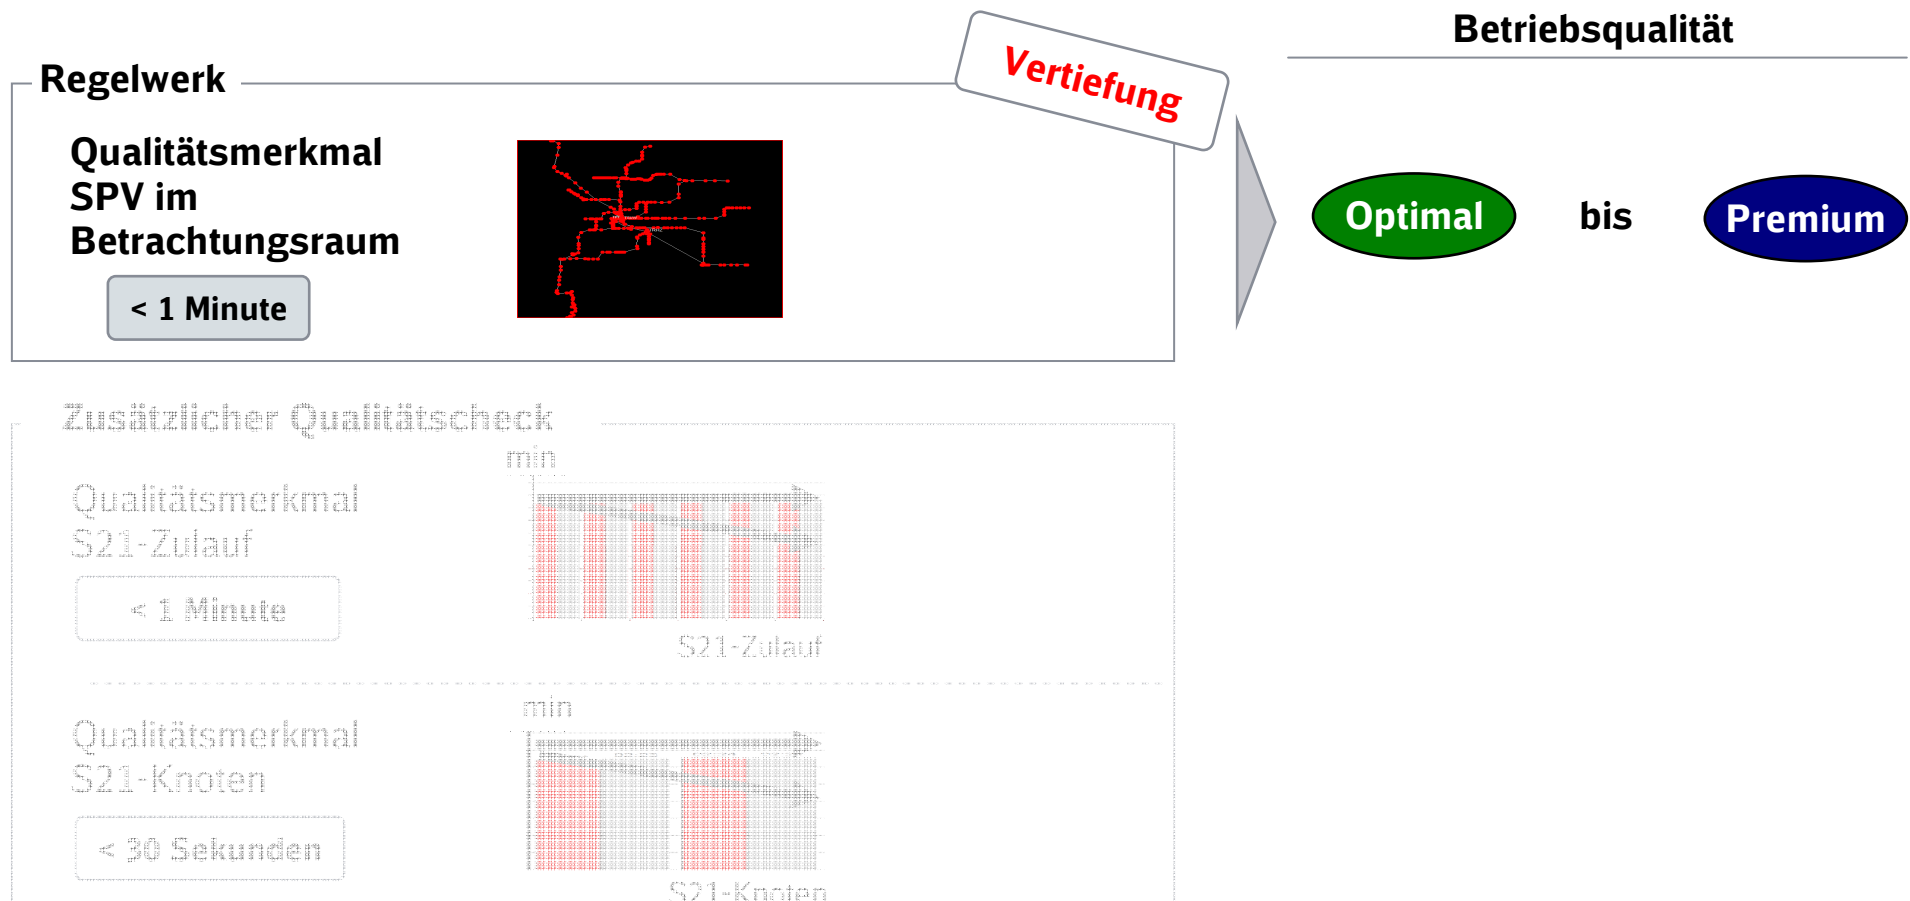 Betriebsqualität
Regelwerk
Vertiefung
Qualitätsmerkmal
SPV im
Betrachtungsraum
< 1 Minute
Optimal
bis
Premium
Zusätzlicher Qualitätscheck
min
Qualitätsmerkmal
S21-Zulauf
< 1 Minute
S21-Zulauf
min
Qualitätsmerkmal
S21-Knoten
< 30 Sekunden
S21-Knoten